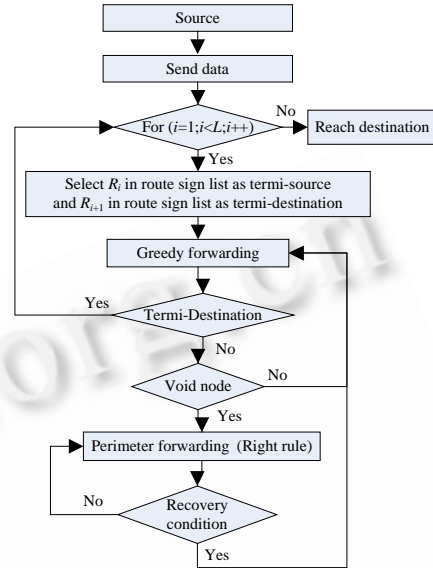 Source
Send data
For (i=1;i<L;i++)
No
Reach destination
Yes
Select Ri in route sign list as termi-source
and Ri+1 in route sign list as termi-destination
Greedy forwarding
Yes
Termi-Destination
No
Void node
No
Yes
Perimeter forwarding (Right rule)
No
Recovery
condition
Yes